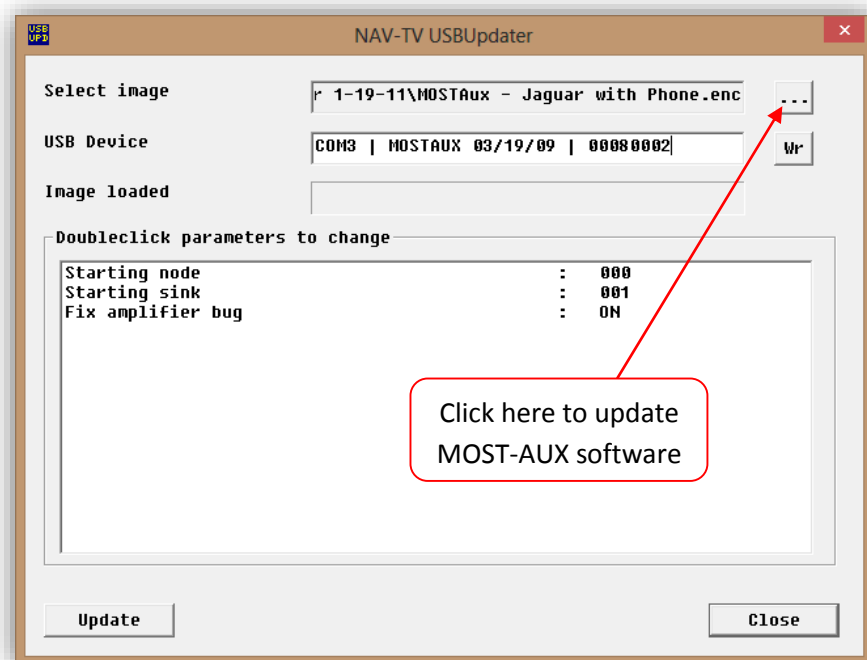 USB
UPD
NAV-TV USBUpdater
×
Select image
r 1-19-11\MOSTAux - Jaguar with Phone.enc
...
USB Device
COM3 | MOSTAUX 03/19/09 | 00080002
Wr
Image loaded
Doubleclick parameters to change
Starting node : 000
Starting sink : 001
Fix amplifier bug : ON
Click here to update
MOST-AUX software
Update
Close